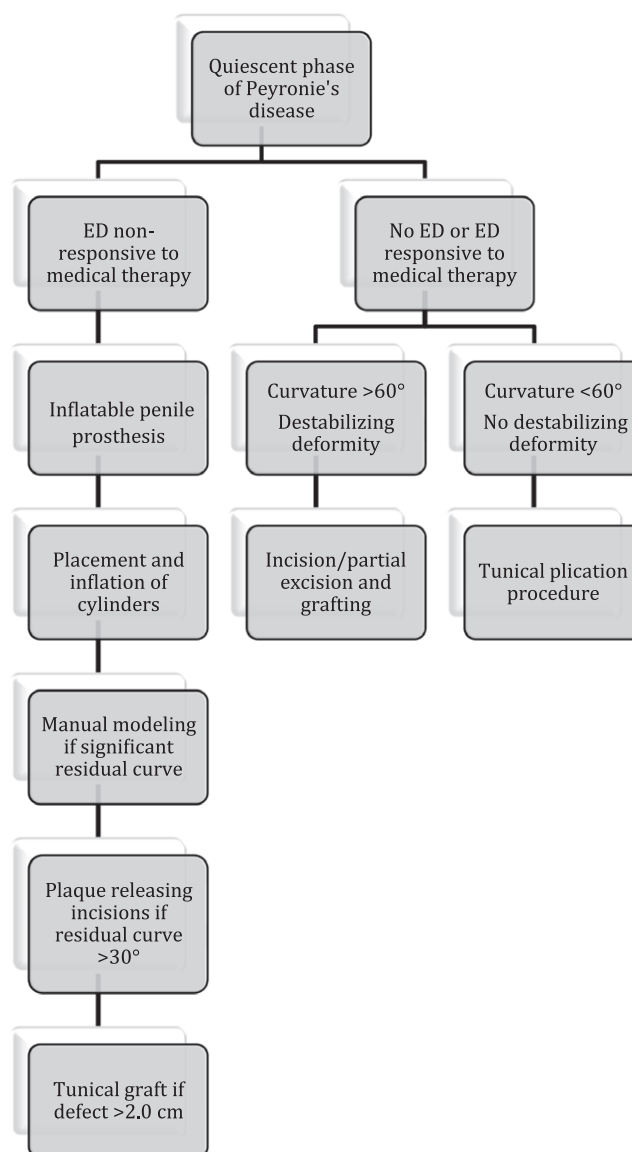 Quiescent phase
of Peyronie's
disease
ED non-
responsive to
medical therapy
No ED or ED
responsive to
medical therapy
Inflatable penile
prosthesis
Curvature >60°
Destabilizing
deformity
Curvature <60°
No destabilizing
deformity
Placement and
inflation of
cylinders
Incision/partial
excision and
grafting
Tunical plication
procedure
Manual modeling
if significant
residual curve
Plaque releasing
incisions if
residual curve
>30°
Tunical graft if
defect >2.0 cm